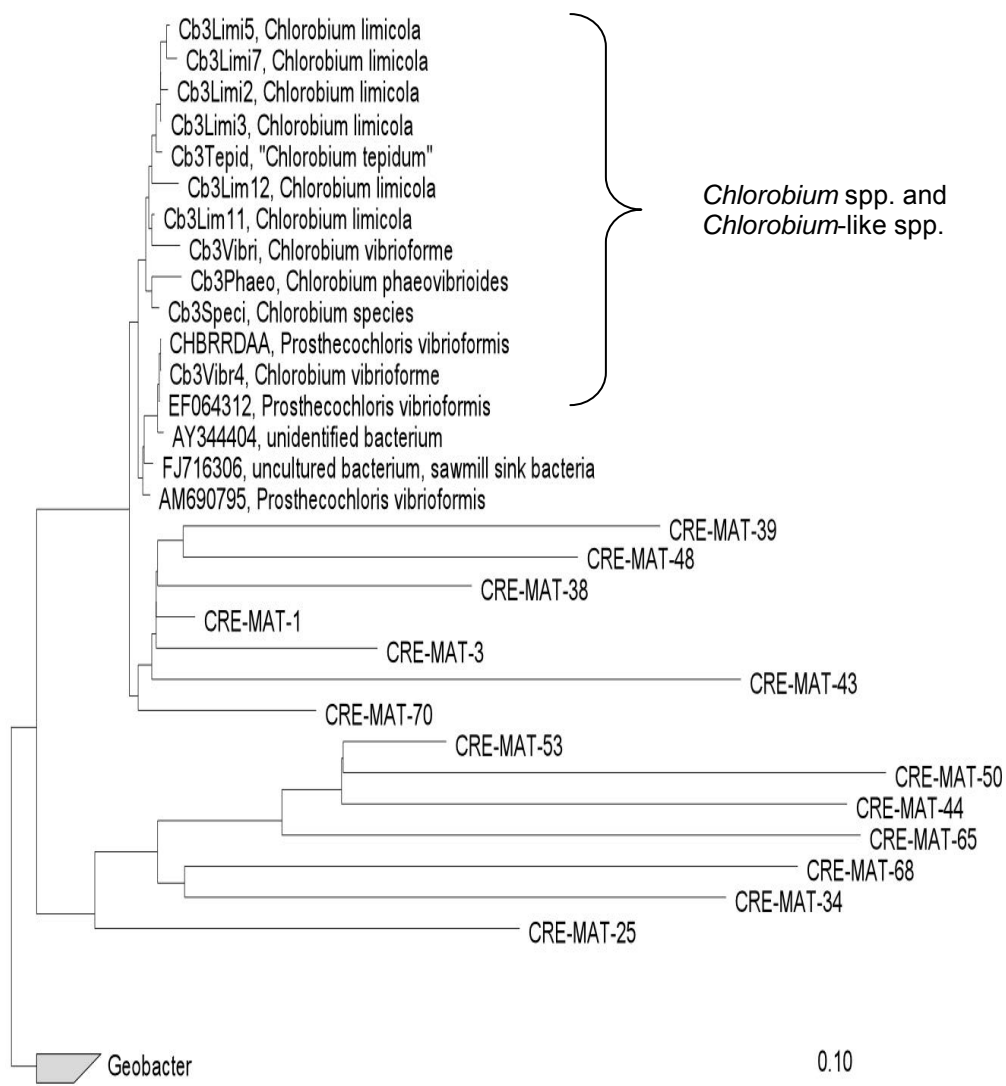 Cb3Limi5, Chlorobium limicola
Cb3Limi7, Chlorobium limicola
Cb3Limi2, Chlorobium limicola
Cb3Limi3, Chlorobium limicola
Cb3Tepid, "Chlorobium tepidum"
Cb3Lim12, Chlorobium limicola
Cb3Lim11, Chlorobium limicola
Cb3Vibri, Chlorobium vibrioforme
Cb3Phaeo, Chlorobium phaeovibrioides
Cb3Speci, Chlorobium species
CHBRRDAA, Prosthecochloris vibrioformis
Cb3Vibr4, Chlorobium vibrioforme
EF064312, Prosthecochloris vibrioformis
AY344404, unidentified bacterium
FJ716306, uncultured bacterium, sawmill sink bacteria
AM690795, Prosthecochloris vibrioformis
Chlorobium spp. and
Chlorobium-like spp.
CRE-MAT-39
CRE-MAT-48
CRE-MAT-38
CRE-MAT-1
CRE-MAT-3
CRE-MAT-43
CRE-MAT-70
CRE-MAT-53
CRE-MAT-50
CRE-MAT-44
CRE-MAT-65
CRE-MAT-68
CRE-MAT-34
CRE-MAT-25
Geobacter
0.10